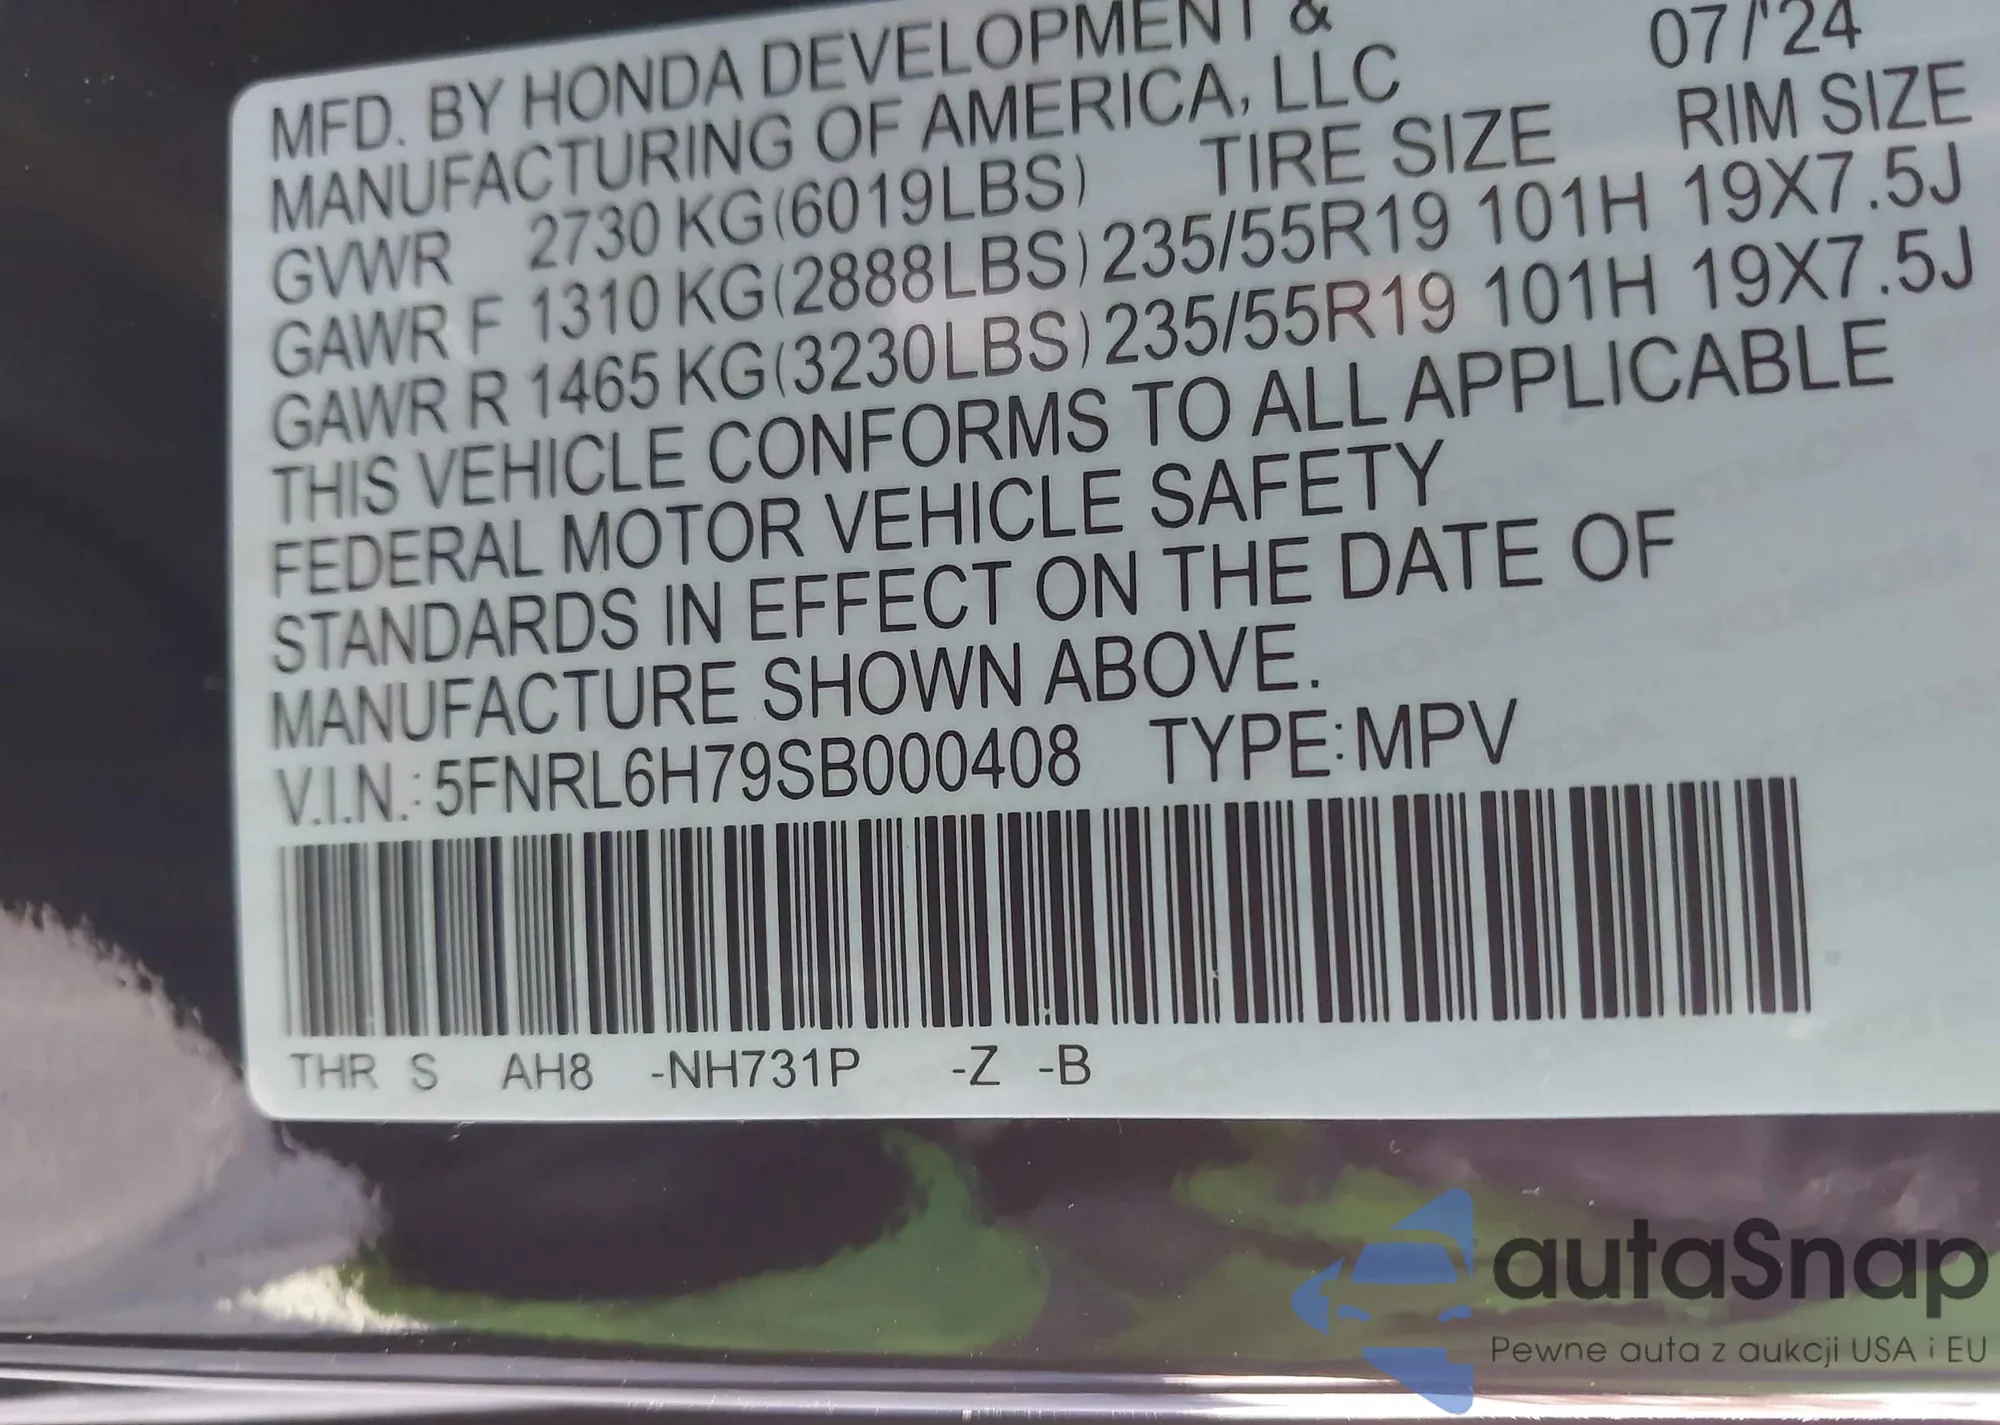 MFD. BY HONDA DEVELOPMENT & 07/'24
MANUFACTURING OF AMERICA, LLC
TIRE SIZE RIM SIZE
GVWR 2730 KG(6019LBS)
GAWR F 1310 KG(2888LBS) 235/55R19 101H 19X7.5J
GAWR R 1465 KG(3230LBS) 235/55R19 101H 19X7.5J
THIS VEHICLE CONFORMS TO ALL APPLICABLE
FEDERAL MOTOR VEHICLE SAFETY
STANDARDS IN EFFECT ON THE DATE OF
MANUFACTURE SHOWN ABOVE.
V.I.N.: 5FNRL6H79SB000408 TYPE:MPV
THR S AH8 -NH731P -Z -B
autaSnap
Pewne auta z aukcji USA i EU